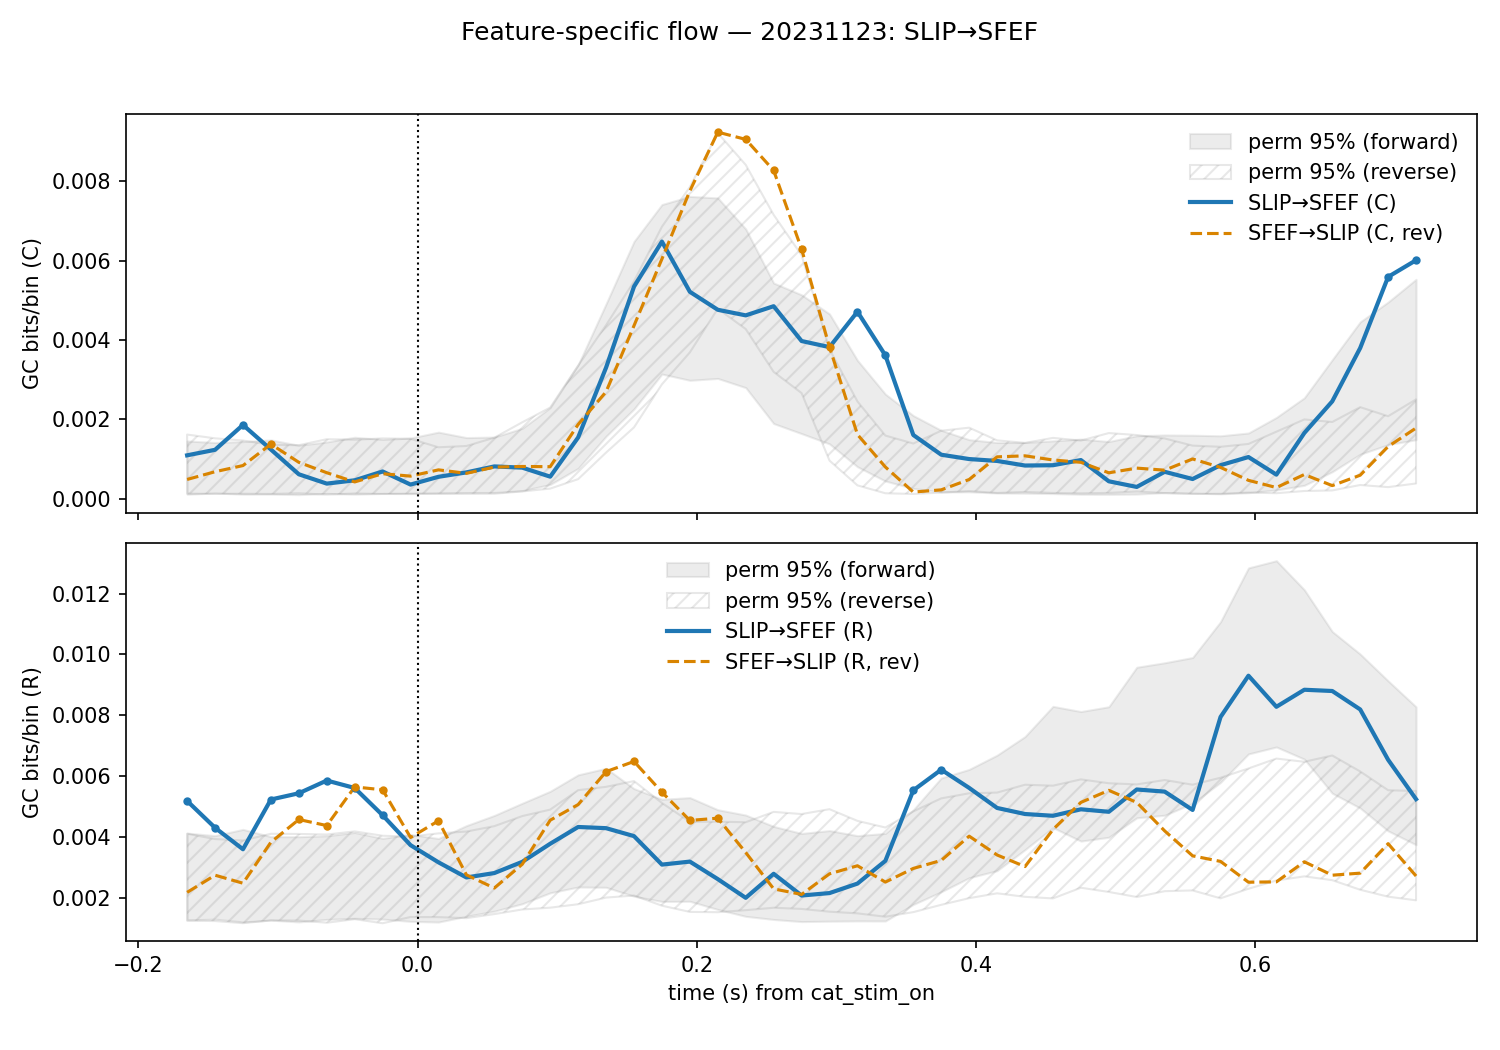 Feature-specific flow — 20231123: SLIP→SFEF
GC bits/bin (C)
0.008
0.006
0.004
0.002
0.000
perm 95% (forward)
perm 95% (reverse)
SLIP→SFEF (C)
SFEF→SLIP (C, rev)
GC bits/bin (R)
0.012
0.010
0.008
0.006
0.004
0.002
perm 95% (forward)
perm 95% (reverse)
SLIP→SFEF (R)
SFEF→SLIP (R, rev)
−0.2 0.0 0.2 0.4 0.6
time (s) from cat_stim_on